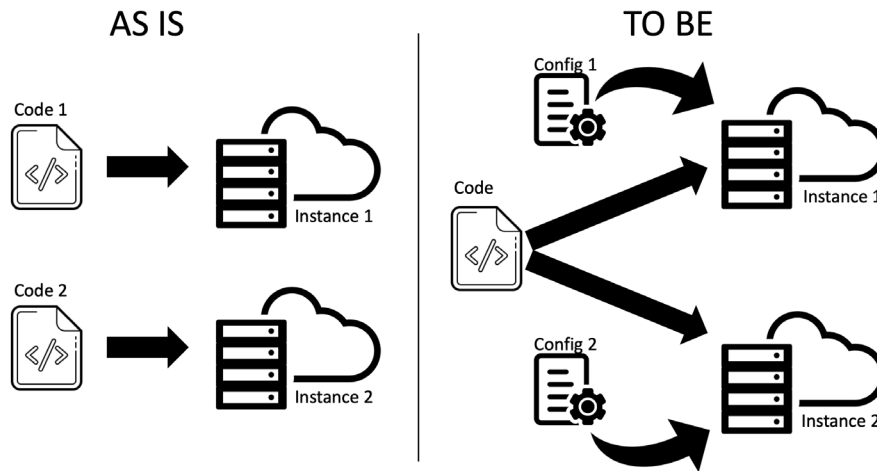 AS IS
Code 1
</>
Instance 1
Code 2
</>
Instance 2
TO BE
Config 1
Code
</>
Instance 1
Config 2
Instance 2